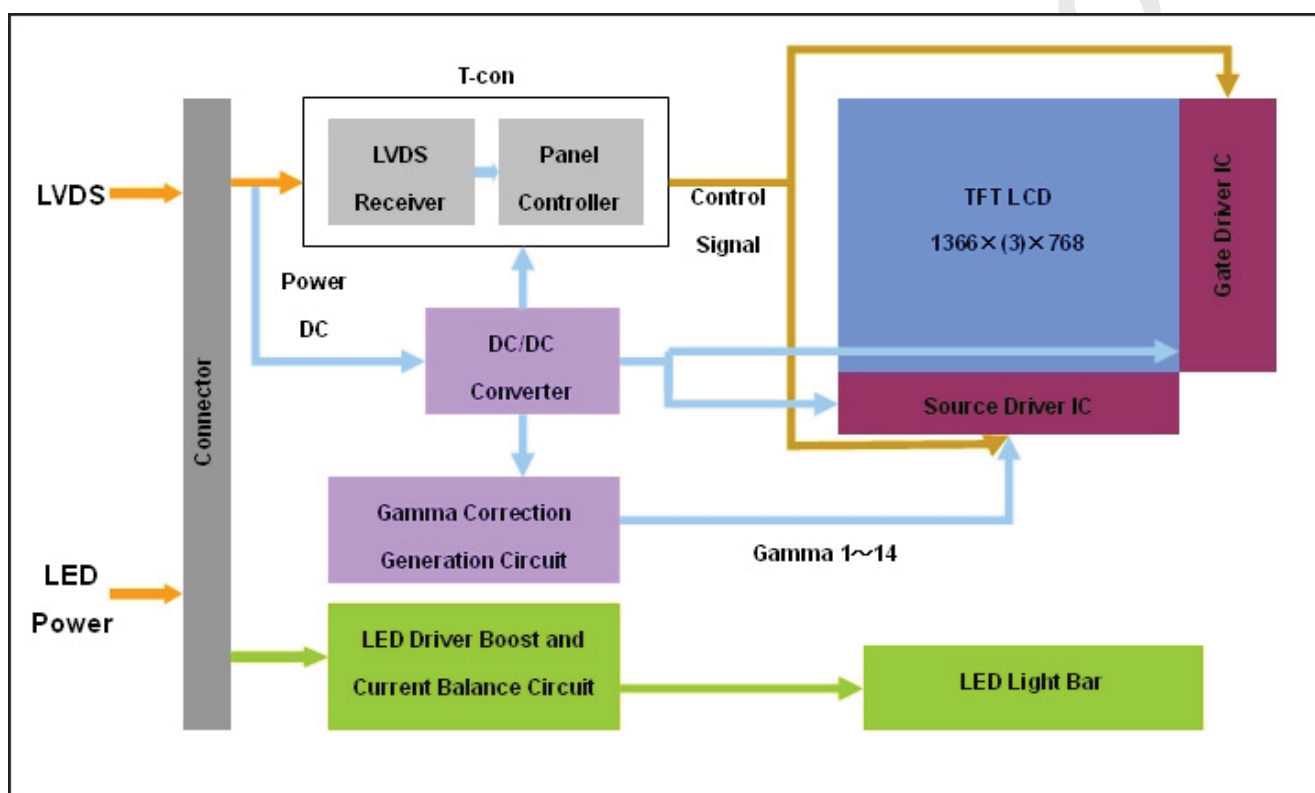 T-con
LVDS
Receiver
Panel
Controller
LVDS
Control
Signal
TFT LCD
1366×(3)×768
Gate Driver IC
Power
DC
DC/DC
Converter
Connector
Source Driver IC
Gamma Correction
Generation Circuit
Gamma 1～14
LED
Power
LED Driver Boost and
Current Balance Circuit
LED Light Bar